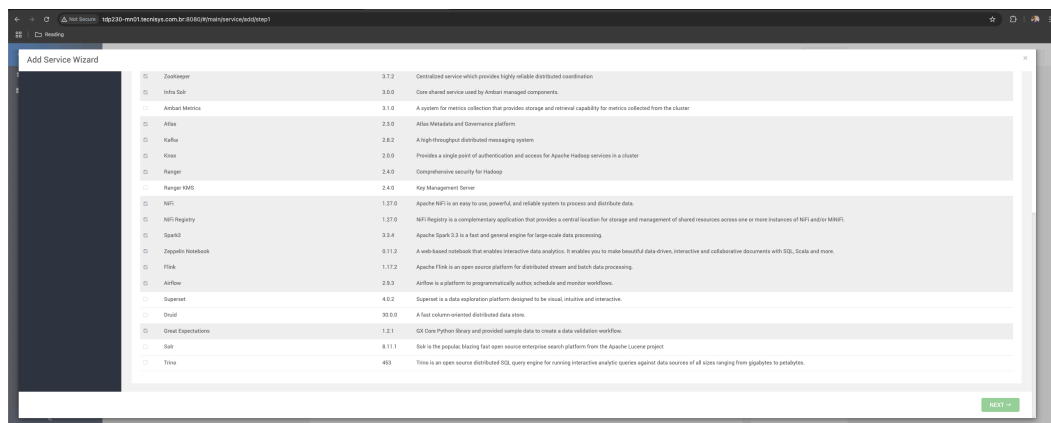 Not Secure tdp230-mn01.tecnisys.com.br:8080/#/main/service/add/step1
Reading
Add Service Wizard ×
ZooKeeper 3.7.2 Centralized service which provides highly reliable distributed coordination
Infra Solr 3.0.0 Core shared service used by Ambari managed components.
Ambari Metrics 3.1.0 A system for metrics collection that provides storage and retrieval capability for metrics collected from the cluster
Atlas 2.3.0 Atlas Metadata and Governance platform
Kafka 2.8.2 A high-throughput distributed messaging system
Knox 2.0.0 Provides a single point of authentication and access for Apache Hadoop services in a cluster
Ranger 2.4.0 Comprehensive security for Hadoop
Ranger KMS 2.4.0 Key Management Server
NiFi 1.27.0 Apache NiFi is an easy to use, powerful, and reliable system to process and distribute data.
NiFi Registry 1.27.0 NiFi Registry is a complementary application that provides a central location for storage and management of shared resources across one or more instances of NiFi and/or MiNiFi.
Spark3 3.3.4 Apache Spark 3.3 is a fast and general engine for large-scale data processing.
Zeppelin Notebook 0.11.2 A web-based notebook that enables interactive data analytics. It enables you to make beautiful data-driven, interactive and collaborative documents with SQL, Scala and more.
Flink 1.17.2 Apache Flink is an open source platform for distributed stream and batch data processing.
Airflow 2.9.3 Airflow is a platform to programmatically author, schedule and monitor workflows.
Superset 4.0.2 Superset is a data exploration platform designed to be visual, intuitive and interactive.
Druid 30.0.0 A fast column-oriented distributed data store.
Great Expectations 1.2.1 GX Core Python library and provided sample data to create a data validation workflow.
Solr 8.11.1 Solr is the popular, blazing fast open source enterprise search platform from the Apache Lucene project
Trino 453 Trino is an open source distributed SQL query engine for running interactive analytic queries against data sources of all sizes ranging from gigabytes to petabytes.
NEXT →